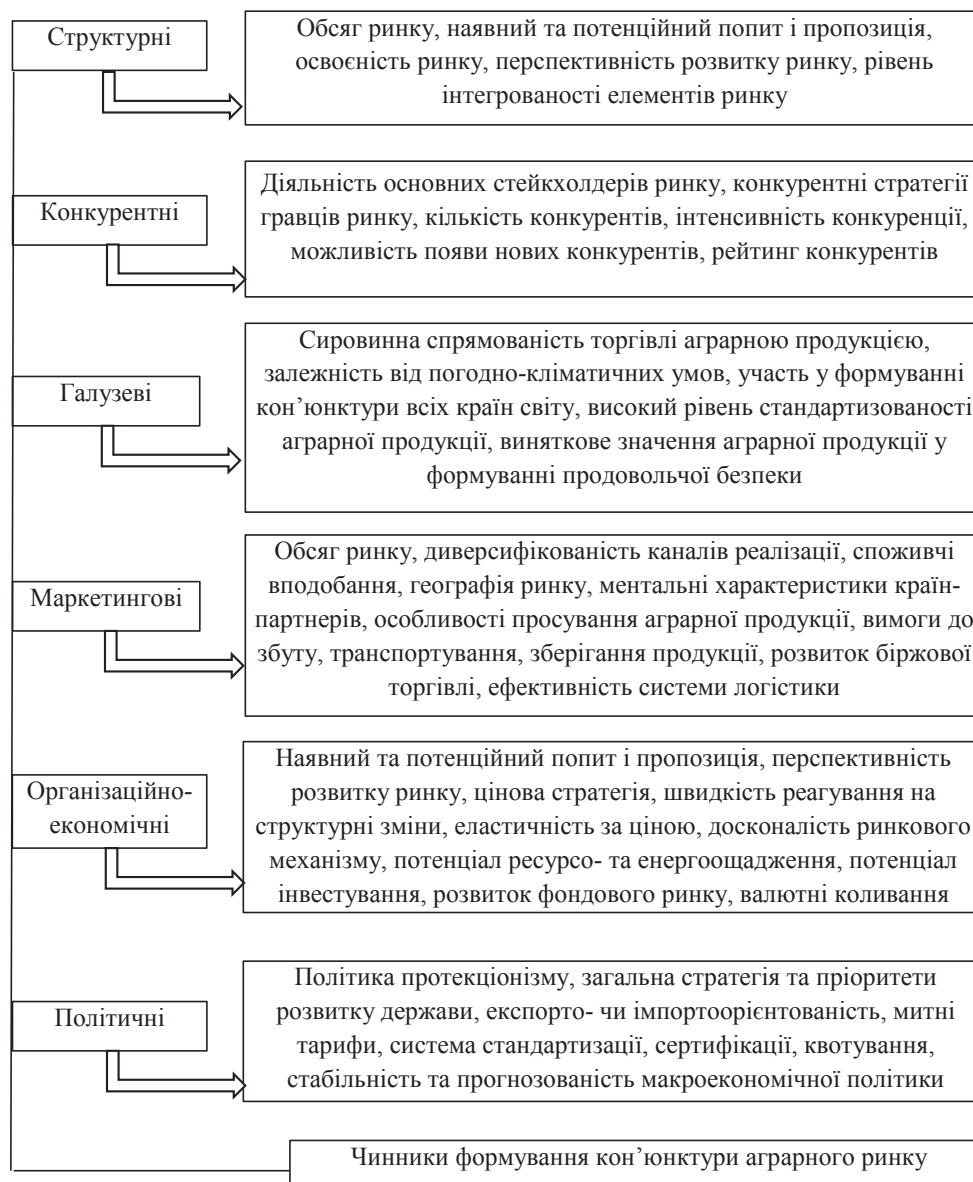 Структурні
Обсяг ринку, наявний та потенційний попит і пропозиція,
освоєність ринку, перспективність розвитку ринку, рівень
інтегрованості елементів ринку
Конкурентні
Діяльність основних стейкхолдерів ринку, конкурентні стратегії
гравців ринку, кількість конкурентів, інтенсивність конкуренції,
можливість появи нових конкурентів, рейтинг конкурентів
Галузеві
Сировинна спрямованість торгівлі аграрною продукцією,
залежність від погодно-кліматичних умов, участь у формуванні
кон’юнктури всіх країн світу, високий рівень стандартизованості
аграрної продукції, виняткове значення аграрної продукції у
формуванні продовольчої безпеки
Маркетингові
Обсяг ринку, диверсифікованість каналів реалізації, споживчі
вподобання, географія ринку, ментальні характеристики країн-
партнерів, особливості просування аграрної продукції, вимоги до
збуту, транспортування, зберігання продукції, розвиток біржової
торгівлі, ефективність системи логістики
Організаційно-
економічні
Наявний та потенційний попит і пропозиція, перспективність
розвитку ринку, цінова стратегія, швидкість реагування на
структурні зміни, еластичність за ціною, досконалість ринкового
механізму, потенціал ресурсо- та енергоощадження, потенціал
інвестування, розвиток фондового ринку, валютні коливання
Політичні
Політика протекціонізму, загальна стратегія та пріоритети
розвитку держави, експорто- чи імпортоорієнтованість, митні
тарифи, система стандартизації, сертифікації, квотування,
стабільність та прогнозованість макроекономічної політики
Чинники формування кон’юнктури аграрного ринку